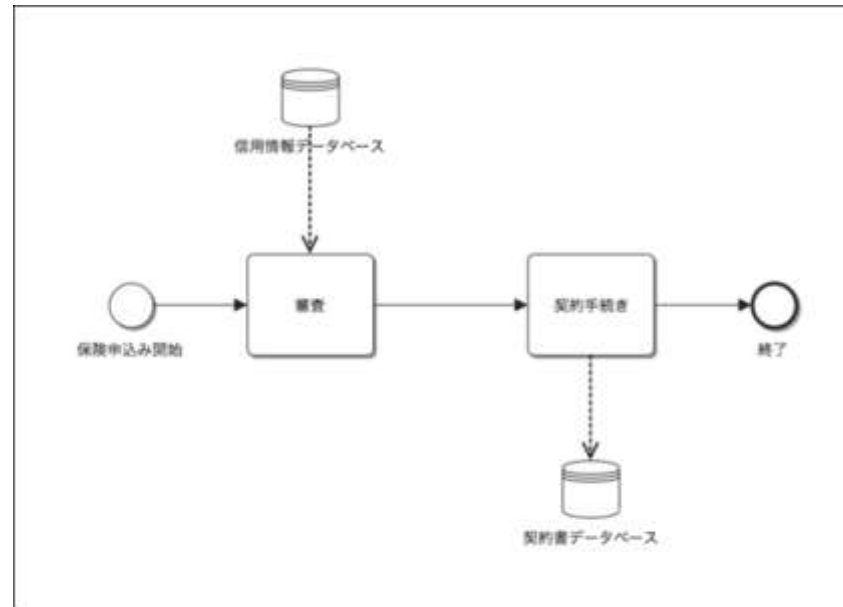 信用情報データベース
審査
契約手続き
保険申込み開始
終了
契約書データベース